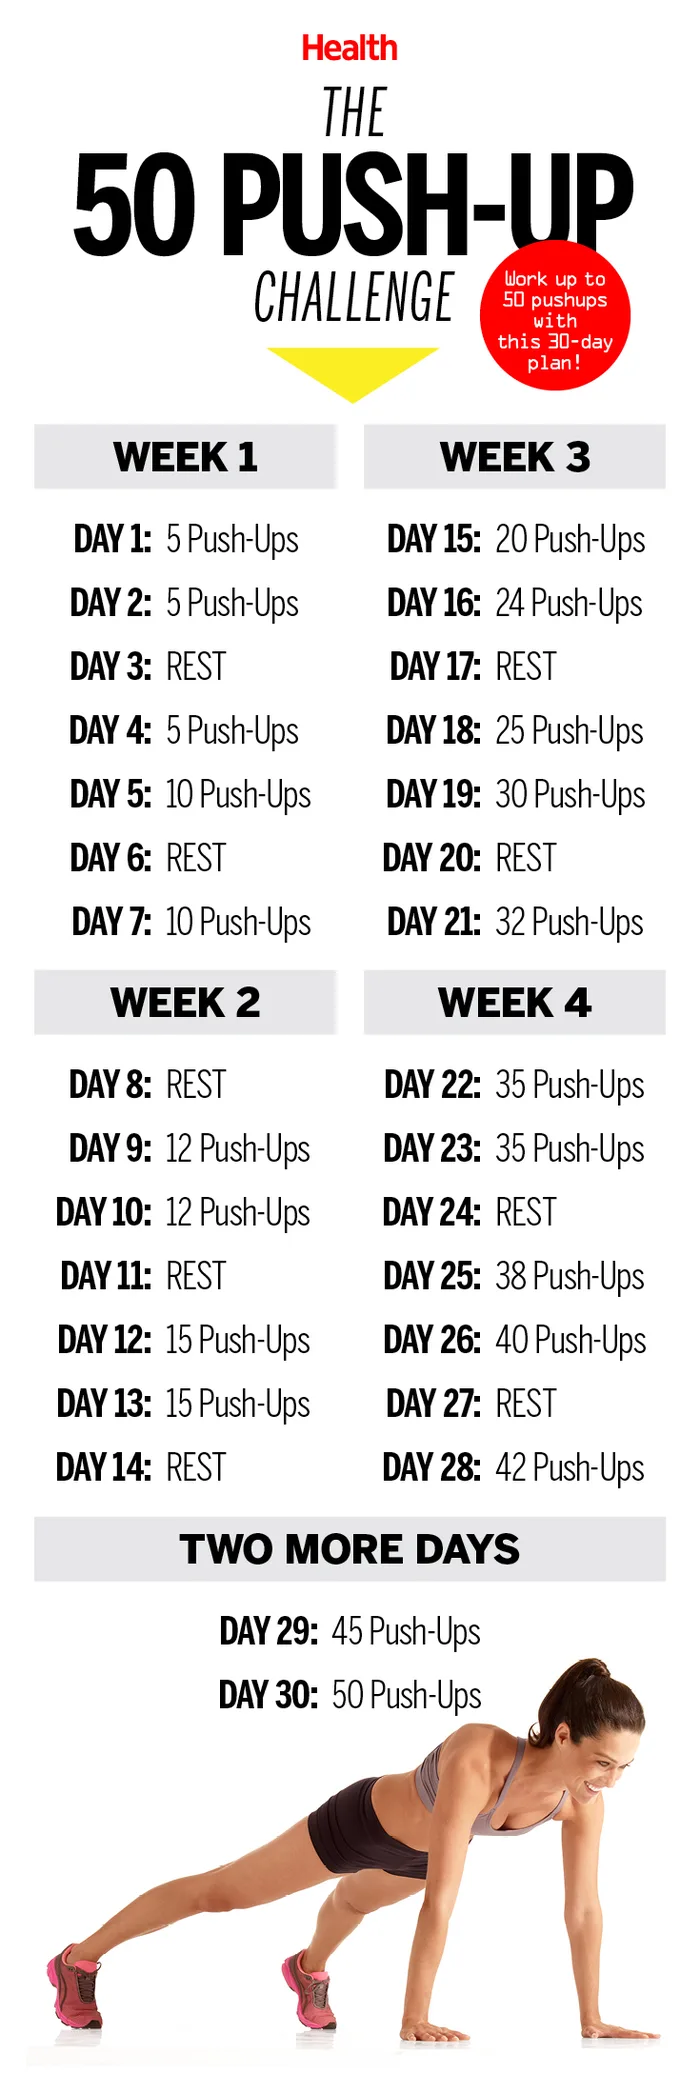 Health
THE
50 PUSH-UP
CHALLENGE
Work up to
50 pushups
with
this 30-day
plan!
WEEK 1
DAY 1: 5 Push-Ups
DAY 2: 5 Push-Ups
DAY 3: REST
DAY 4: 5 Push-Ups
DAY 5: 10 Push-Ups
DAY 6: REST
DAY 7: 10 Push-Ups
WEEK 2
DAY 8: REST
DAY 9: 12 Push-Ups
DAY 10: 12 Push-Ups
DAY 11: REST
DAY 12: 15 Push-Ups
DAY 13: 15 Push-Ups
DAY 14: REST
WEEK 3
DAY 15: 20 Push-Ups
DAY 16: 24 Push-Ups
DAY 17: REST
DAY 18: 25 Push-Ups
DAY 19: 30 Push-Ups
DAY 20: REST
DAY 21: 32 Push-Ups
WEEK 4
DAY 22: 35 Push-Ups
DAY 23: 35 Push-Ups
DAY 24: REST
DAY 25: 38 Push-Ups
DAY 26: 40 Push-Ups
DAY 27: REST
DAY 28: 42 Push-Ups
TWO MORE DAYS
DAY 29: 45 Push-Ups
DAY 30: 50 Push-Ups